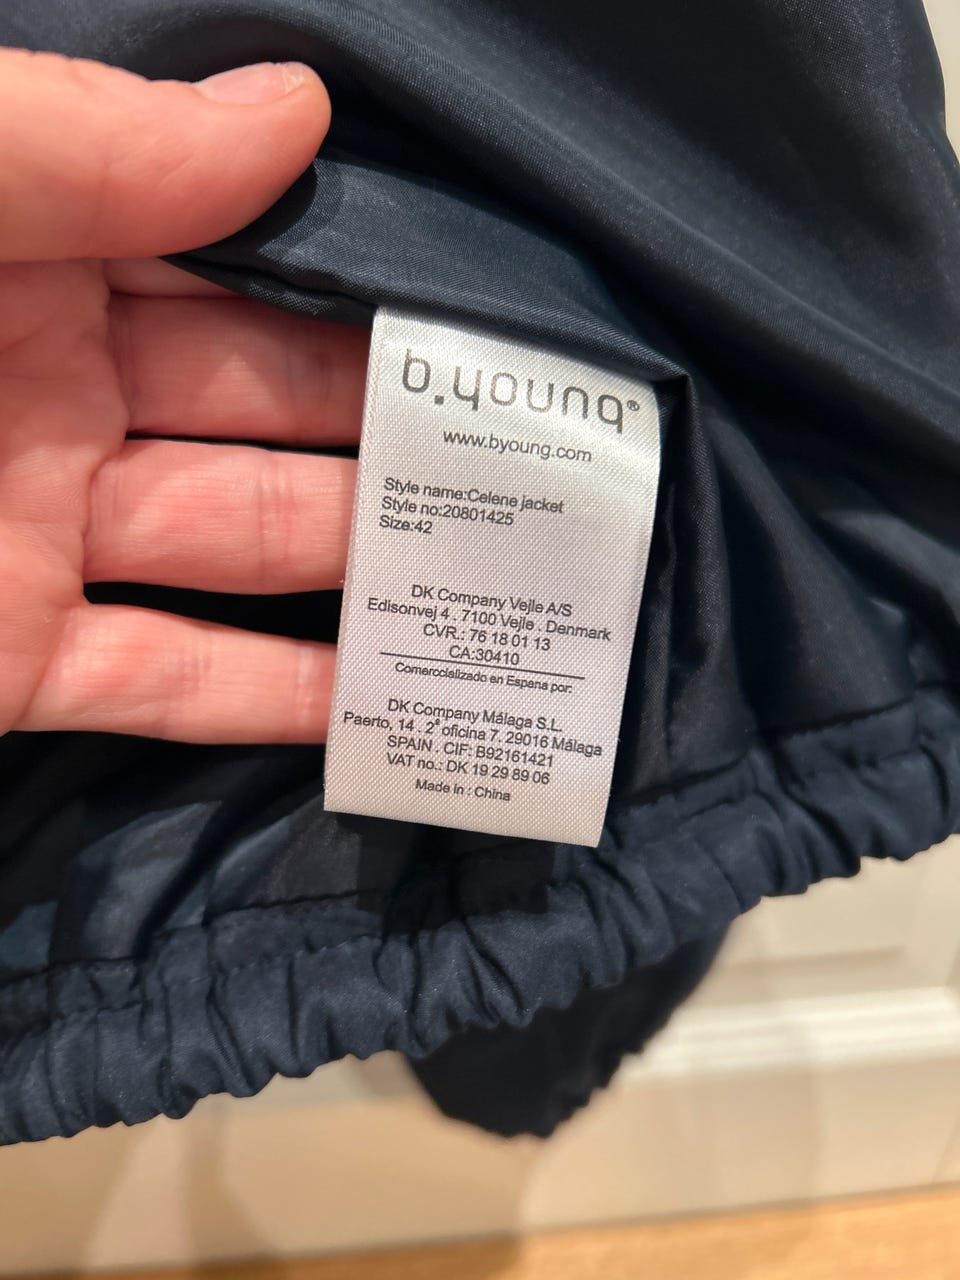 b.young®
www.byoung.com
Style name:Celene jacket
Style no:20801425
Size:42
DK Company Vejle A/S
Edisonvej 4 . 7100 Vejle . Denmark
CVR.: 76 18 01 13
CA:30410
Comerccializado en Espana por:
DK Company Málaga S.L.
Paerto, 14 . 2º oficina 7. 29016 Málaga
SPAIN . CIF: B92161421
VAT no.: DK 19 29 89 06
Made in : China